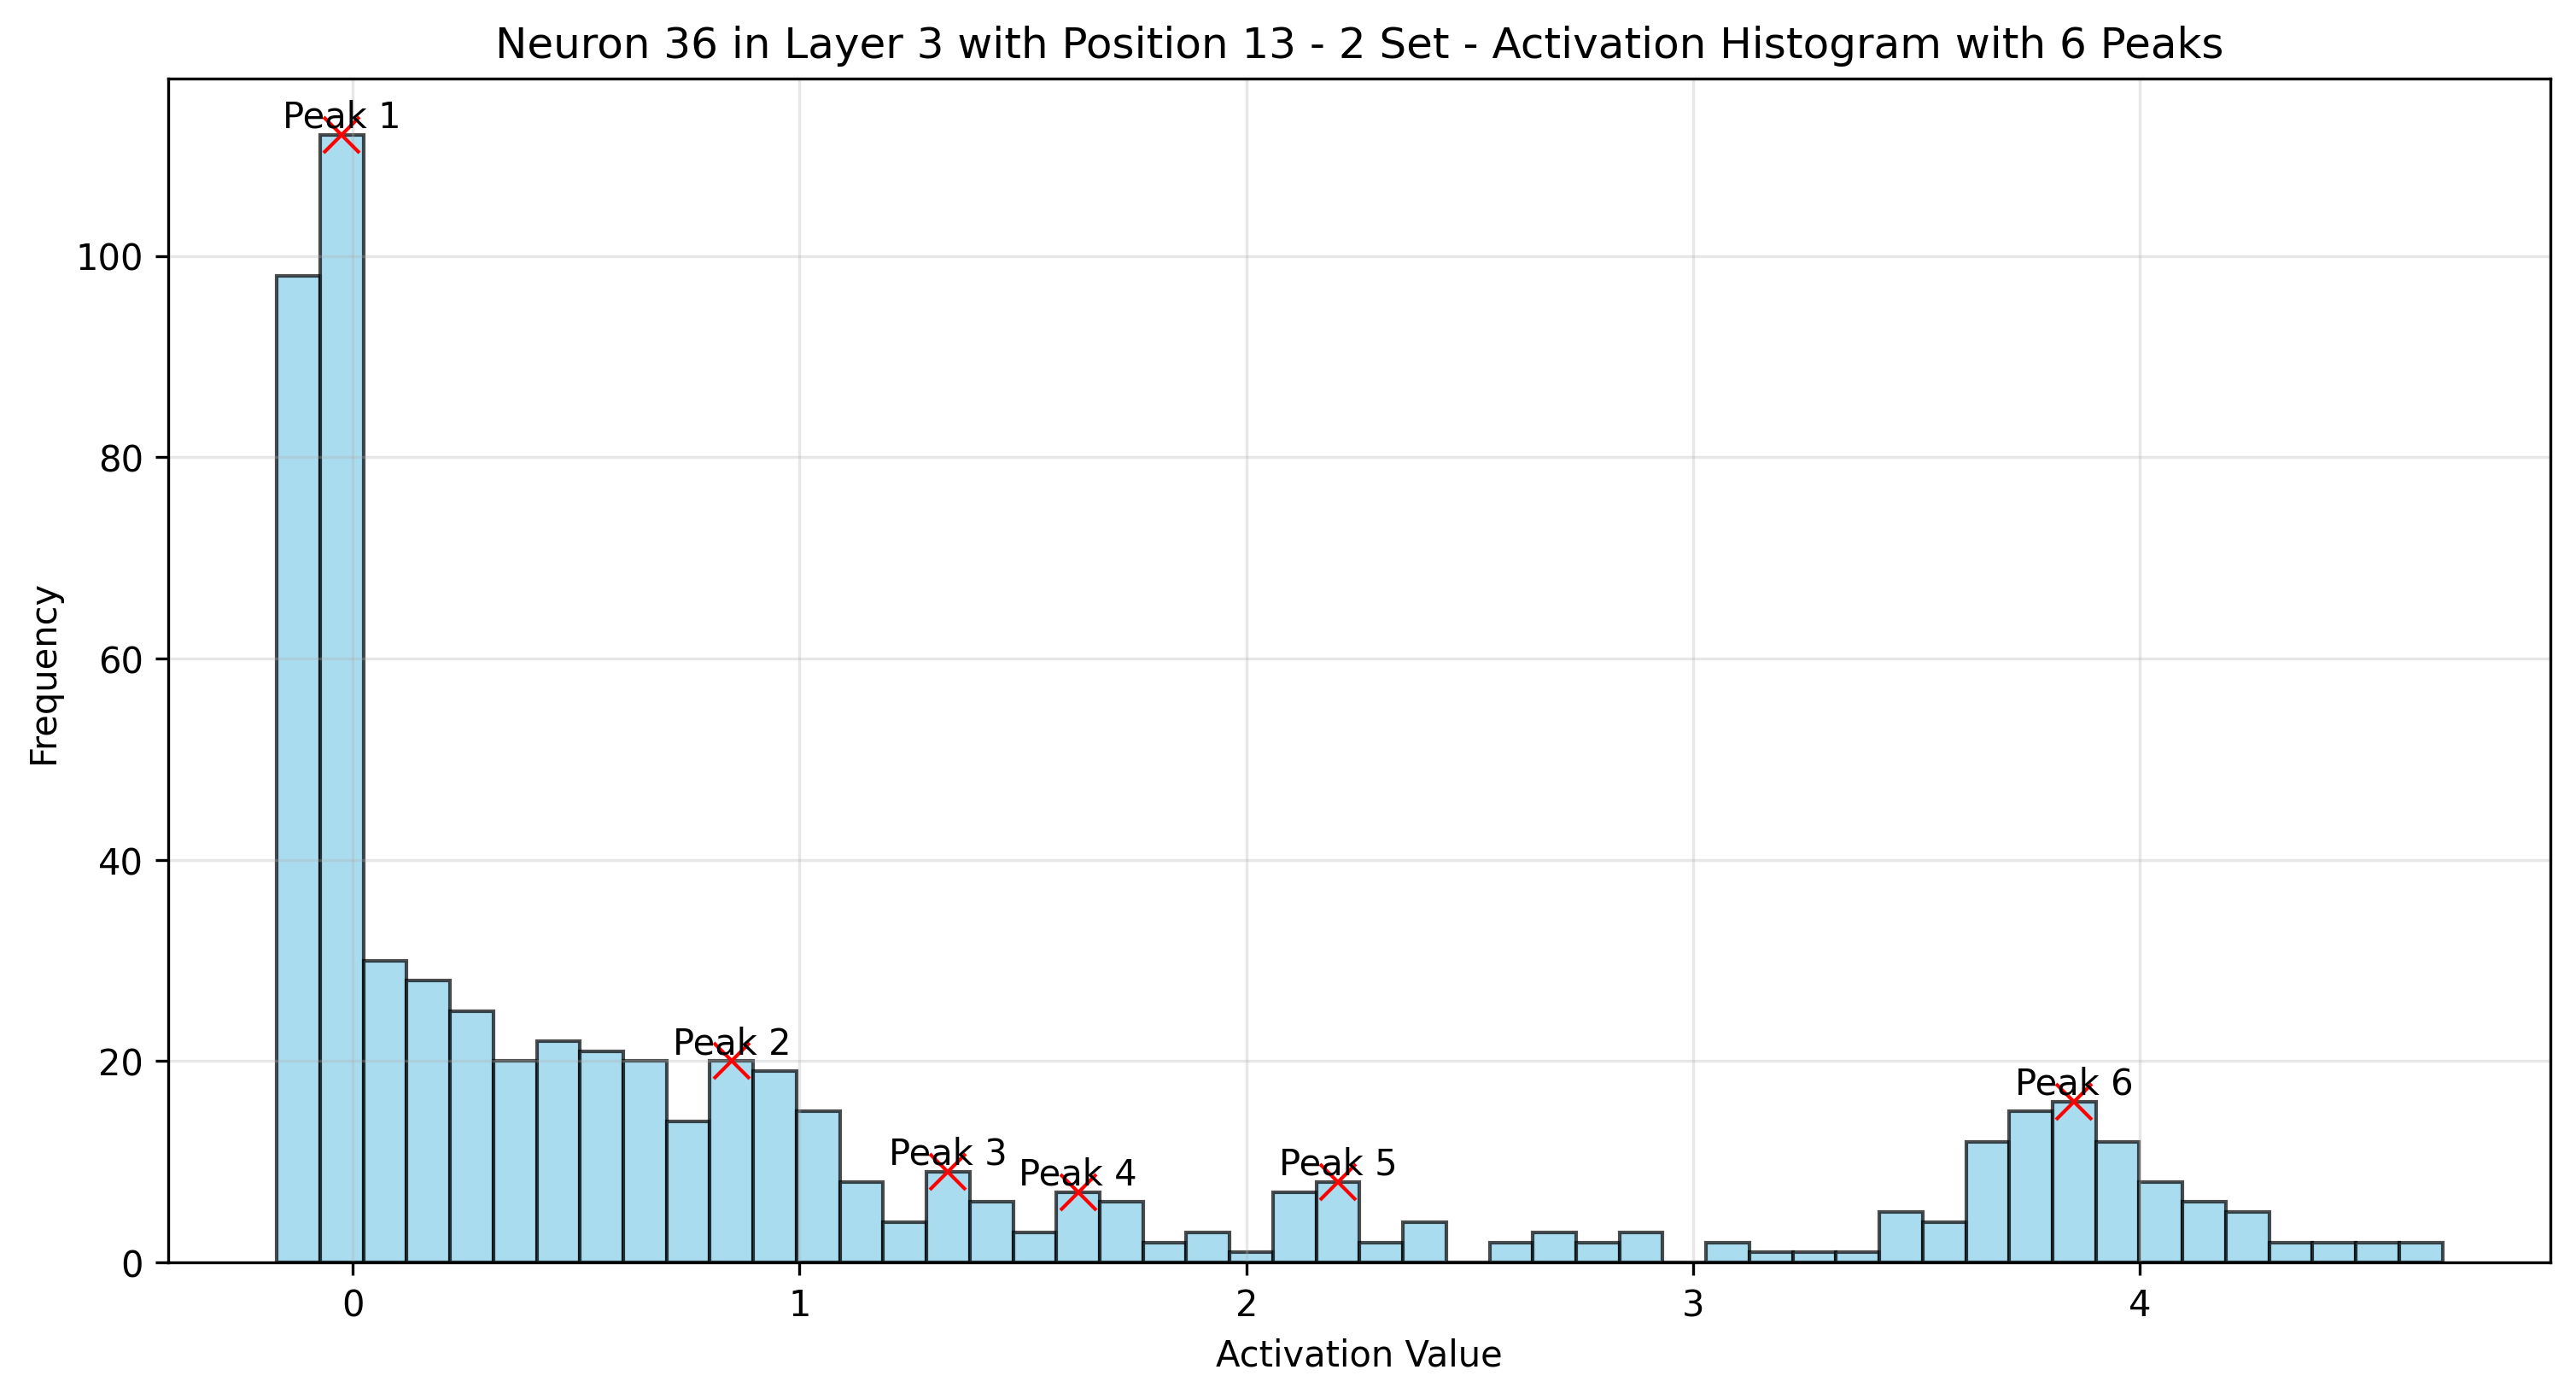 Neuron 36 in Layer 3 with Position 13 - 2 Set - Activation Histogram with 6 Peaks
Peak 1
Peak 2
Peak 3
Peak 4
Peak 5
Peak 6
100
80
60
40
20
0
Frequency
0 1 2 3 4
Activation Value